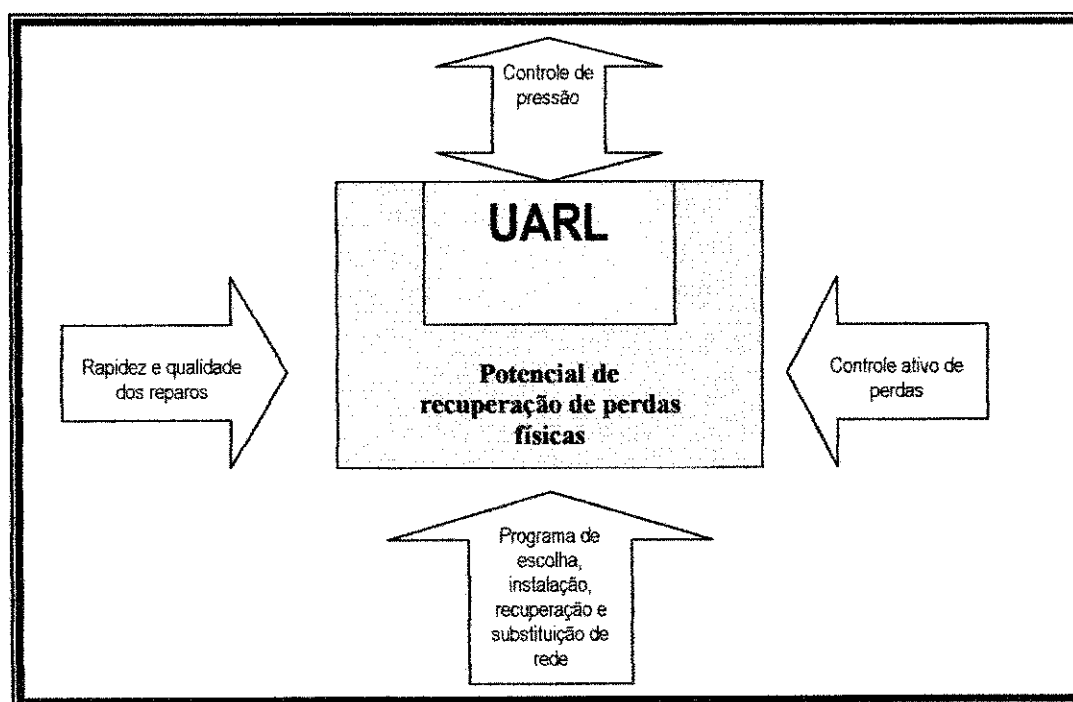 Controle de
pressão
UARL
Rapidez e qualidade
dos reparos
Potencial de
recuperação de perdas
físicas
Controle ativo de
perdas
Programa de
escolha,
instalação,
recuperação e
substituição de
rede